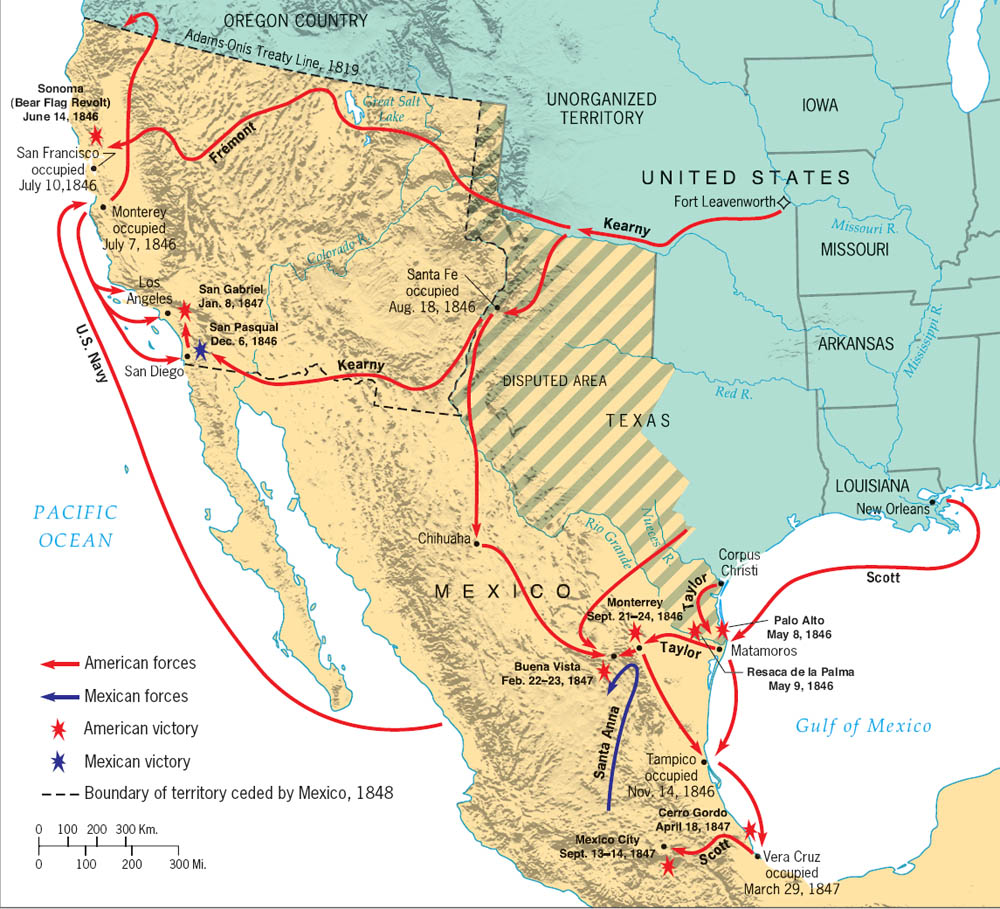 OREGON COUNTRY
Adams-Onís Treaty Line, 1819
Sonoma
(Bear Flag Revolt)
June 14, 1846
Great Salt
Lake
UNORGANIZED
TERRITORY
IOWA
Frémont
San Francisco
occupied
July 10,1846
UNITED STATES
Fort Leavenworth
Monterey
occupied
July 7, 1846
Kearny
Missouri R.
MISSOURI
Colorado R.
Santa Fe
occupied
Aug. 18, 1846
Los
Angeles
San Gabriel
Jan. 8, 1847
San Pasqual
Dec. 6, 1846
U.S. Navy
San Diego
Kearny
DISPUTED AREA
TEXAS
ARKANSAS
Mississippi R.
Red R.
LOUISIANA
New Orleans
PACIFIC
OCEAN
Chihuaha
Rio Grande
Nueces R.
Corpus
Christi
Scott
MEXICO
Monterrey
Sept. 21–24, 1846
Taylor
Palo Alto
May 8, 1846
Taylor
Matamoros
Buena Vista
Feb. 22–23, 1847
Resaca de la Palma
May 9, 1846
American forces
Mexican forces
American victory
Mexican victory
Boundary of territory ceded by Mexico, 1848
Santa Anna
Gulf of Mexico
Tampico
occupied
Nov. 14, 1846
Cerro Gordo
April 18, 1847
Mexico City
Sept. 13–14, 1847
Scott
Vera Cruz
occupied
March 29, 1847
0 100 200 300 Km.
0 100 200 300 Mi.